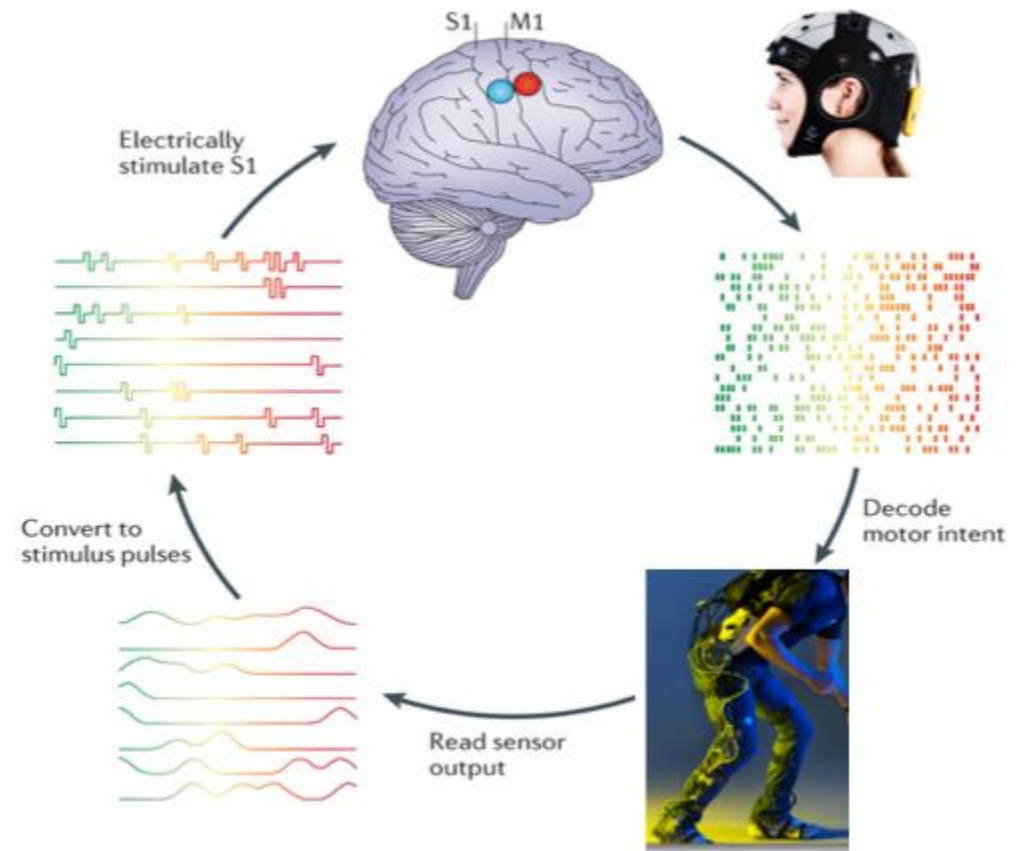 S1
M1
Electrically
stimulate S1
Decode
motor intent
Convert to
stimulus pulses
Read sensor
output